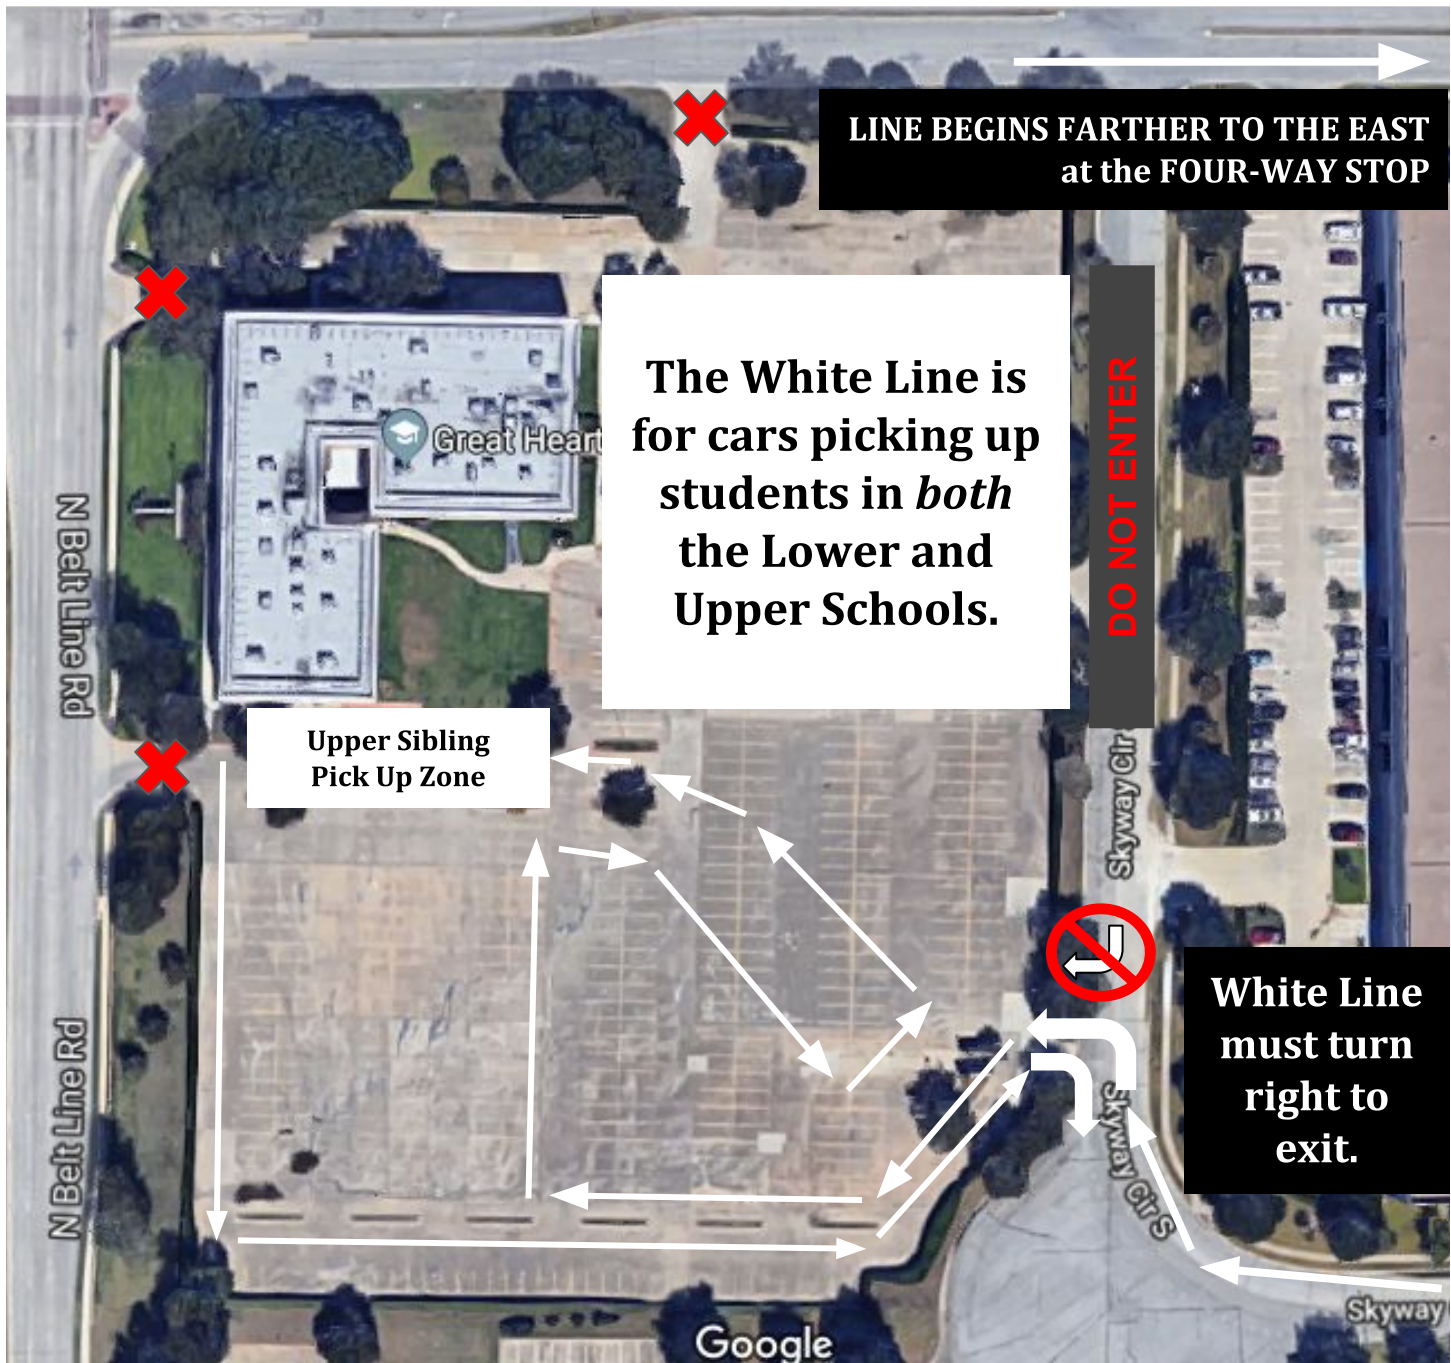 LINE BEGINS FARTHER TO THE EAST
at the FOUR-WAY STOP
The White Line is
for cars picking up
students in both
the Lower and
Upper Schools.
DO NOT ENTER
Great Heart
N Belt Line Rd
Upper Sibling
Pick Up Zone
Skyway Cir
White Line
must turn
right to
exit.
N Belt Line Rd
Skyway Cir S
Skyway
Google